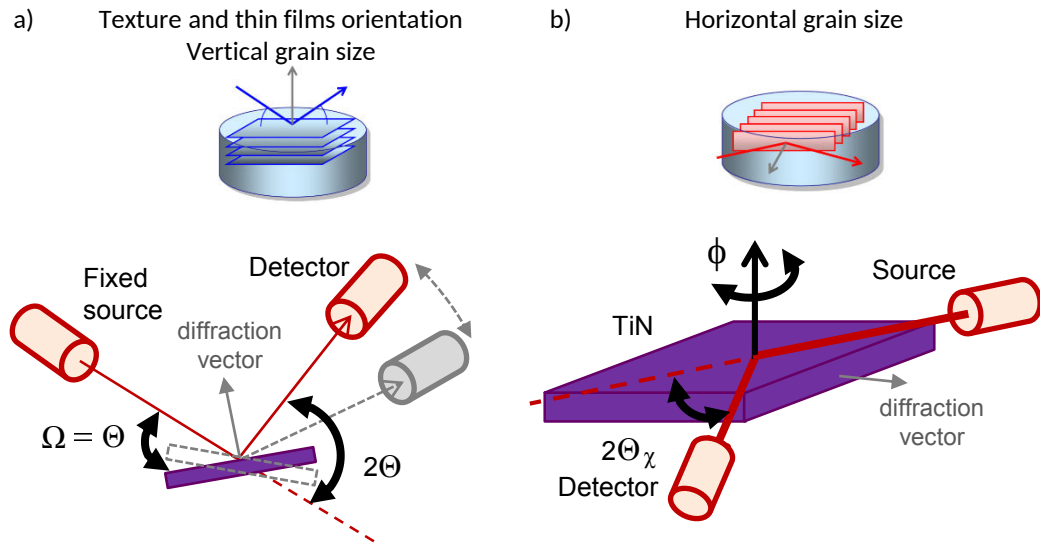 a)
Texture and thin films orientation
Vertical grain size
Fixed
source
Detector
diffraction
vector
Ω = Θ
2Θ
b)
Horizontal grain size
ϕ
Source
TiN
diffraction
vector
2Θχ
Detector